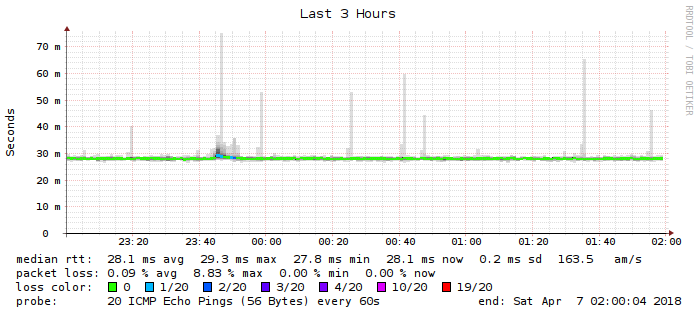 Last 3 Hours
RRDTOOL / TOBI OETIKER
Seconds
70 m
60 m
50 m
40 m
30 m
20 m
10 m
0
23:20 23:40 00:00 00:20 00:40 01:00 01:20 01:40 02:00
median rtt: 28.1 ms avg 29.3 ms max 27.8 ms min 28.1 ms now 0.2 ms sd 163.5 am/s
packet loss: 0.09 % avg 8.83 % max 0.00 % min 0.00 % now
loss color: 0 1/20 2/20 3/20 4/20 10/20 19/20
probe: 20 ICMP Echo Pings (56 Bytes) every 60s end: Sat Apr 7 02:00:04 2018